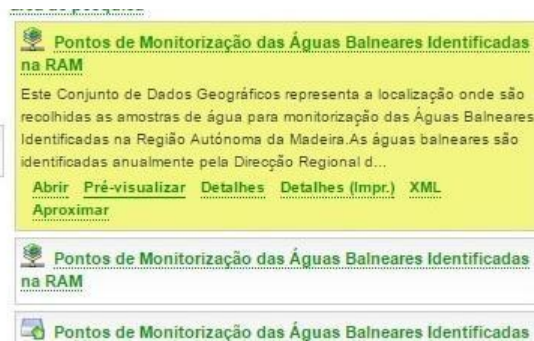 área de pesquisa
Pontos de Monitorização das Águas Balneares Identificadas
na RAM
Este Conjunto de Dados Geográficos representa a localização onde são
recolhidas as amostras de água para monitorização das Águas Balneares
Identificadas na Região Autónoma da Madeira.As águas balneares são
identificadas anualmente pela Direcção Regional d...
Abrir Pré-visualizar Detalhes Detalhes (Impr.) XML
Aproximar
Pontos de Monitorização das Águas Balneares Identificadas
na RAM
Pontos de Monitorização das Águas Balneares Identificadas